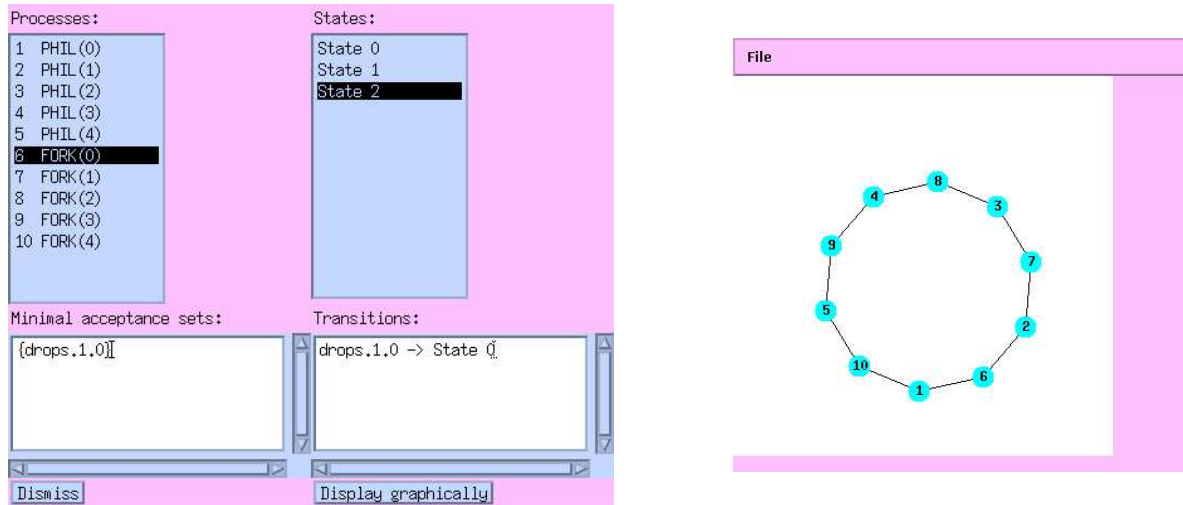 Processes:
1 PHIL(0)
2 PHIL(1)
3 PHIL(2)
4 PHIL(3)
5 PHIL(4)
6 FORK(0)
7 FORK(1)
8 FORK(2)
9 FORK(3)
10 FORK(4)
States:
State 0
State 1
State 2
Minimal acceptance sets:
{drops.1.0}
Transitions:
drops.1.0 -> State 0
Dismiss
Display graphically
File
8
4
3
9
7
5
2
10
6
1